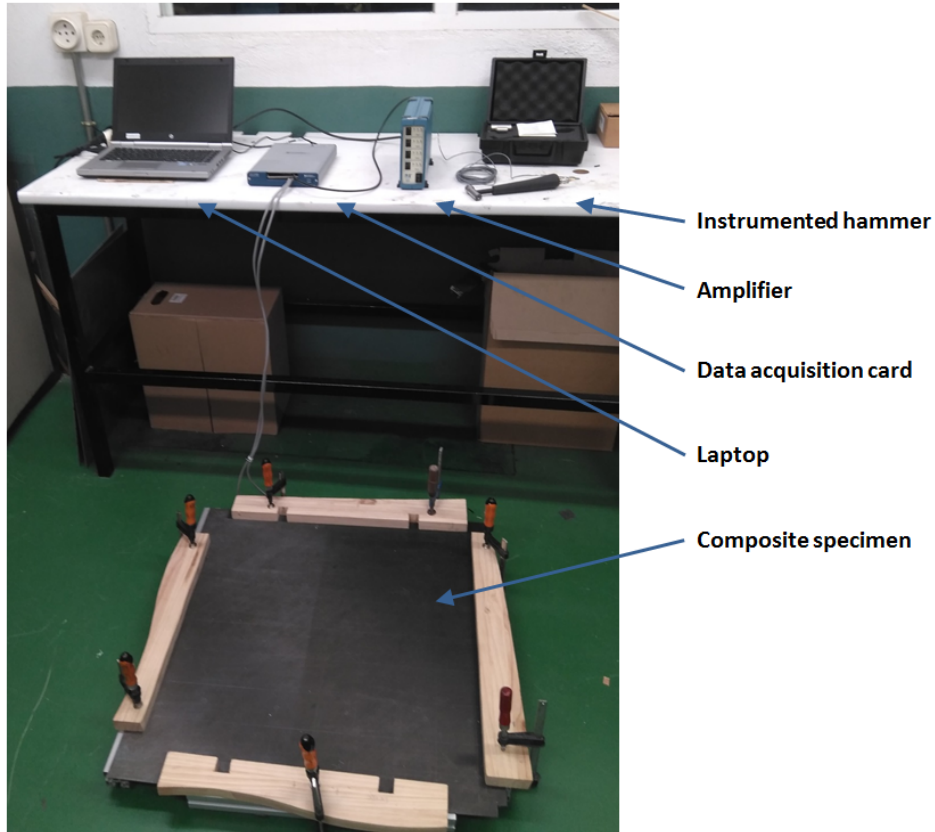 Instrumented hammer
Amplifier
Data acquisition card
Laptop
Composite specimen